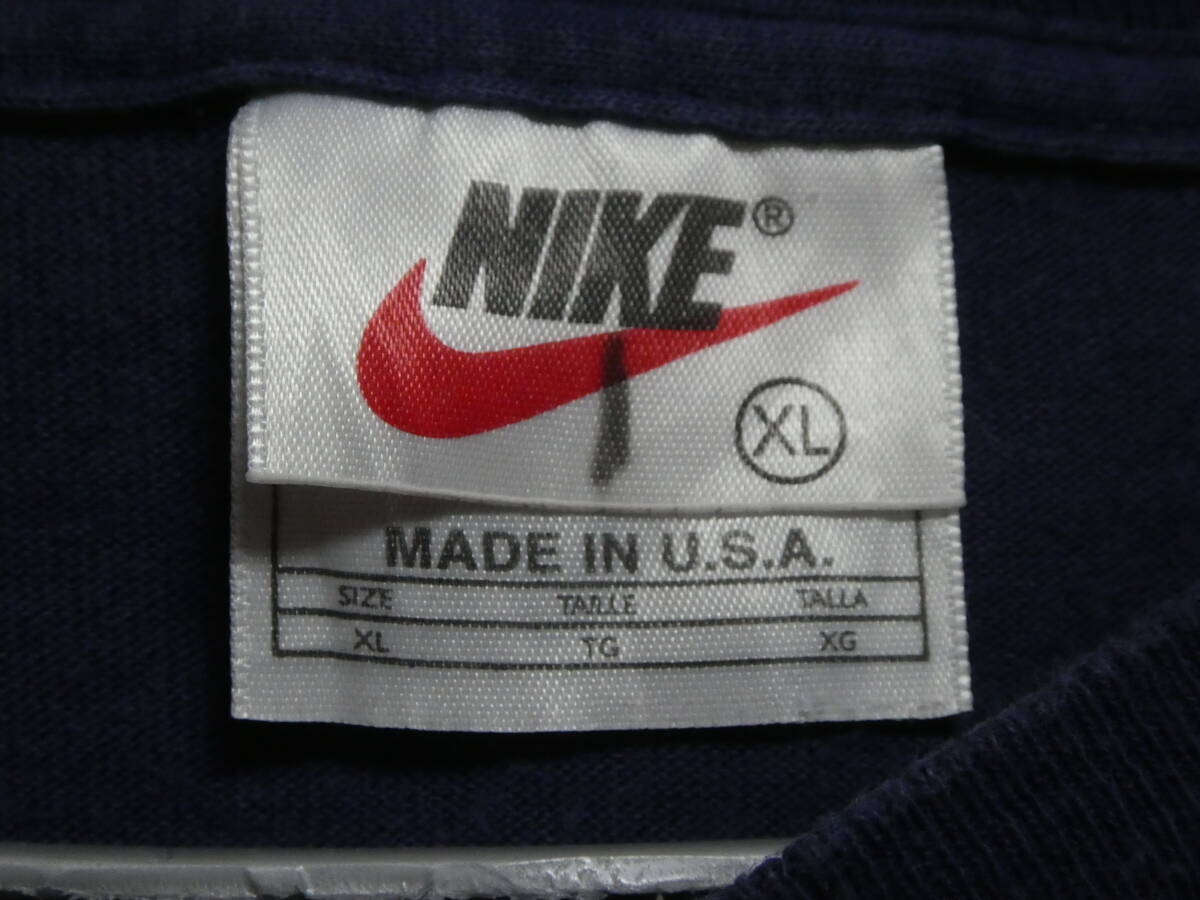 NIKE®
XL
MADE IN U.S.A.
SIZE TAILLE TALLA
XL TG XG